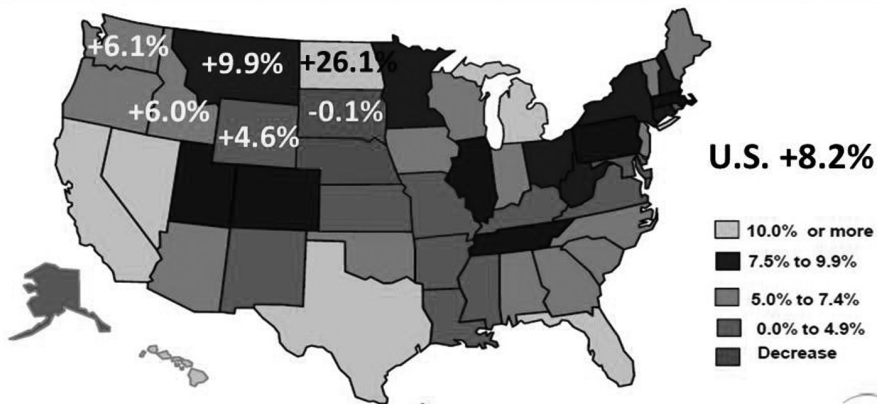 +6.1%
+9.9%
+26.1%
+6.0%
+4.6%
-0.1%
U.S. +8.2%
10.0% or more
7.5% to 9.9%
5.0% to 7.4%
0.0% to 4.9%
Decrease